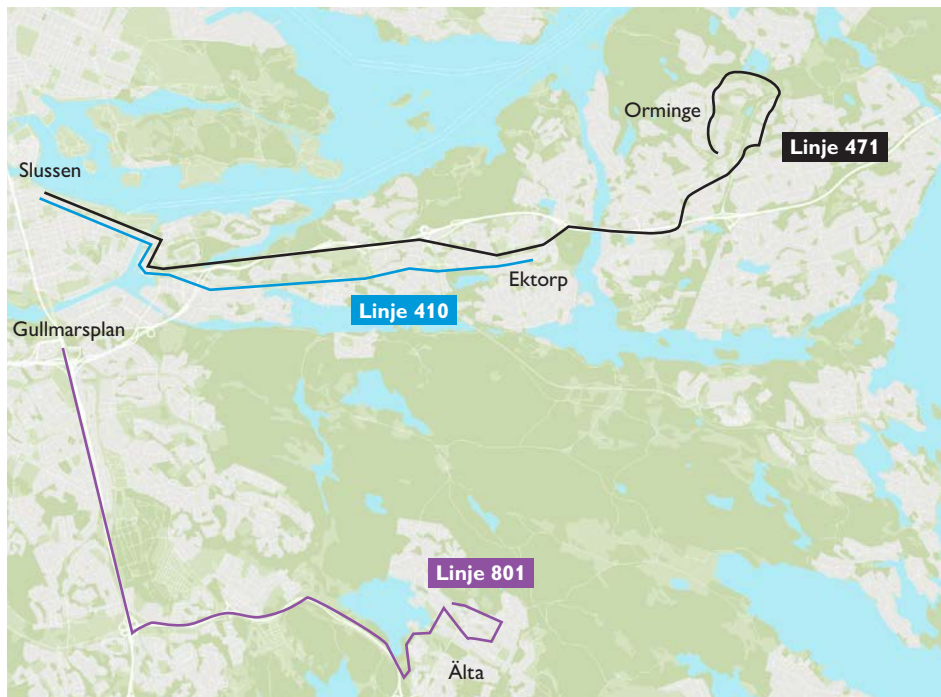 Orminge
Linje 471
Slussen
Ektorp
Linje 410
Gullmarsplan
Linje 801
Älta